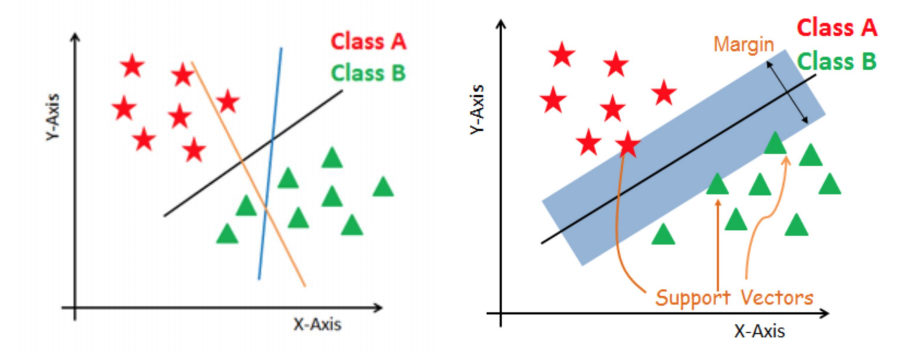 Class A
Class B
Y-Axis
X-Axis
Margin
Class A
Class B
Y-Axis
Support Vectors
X-Axis